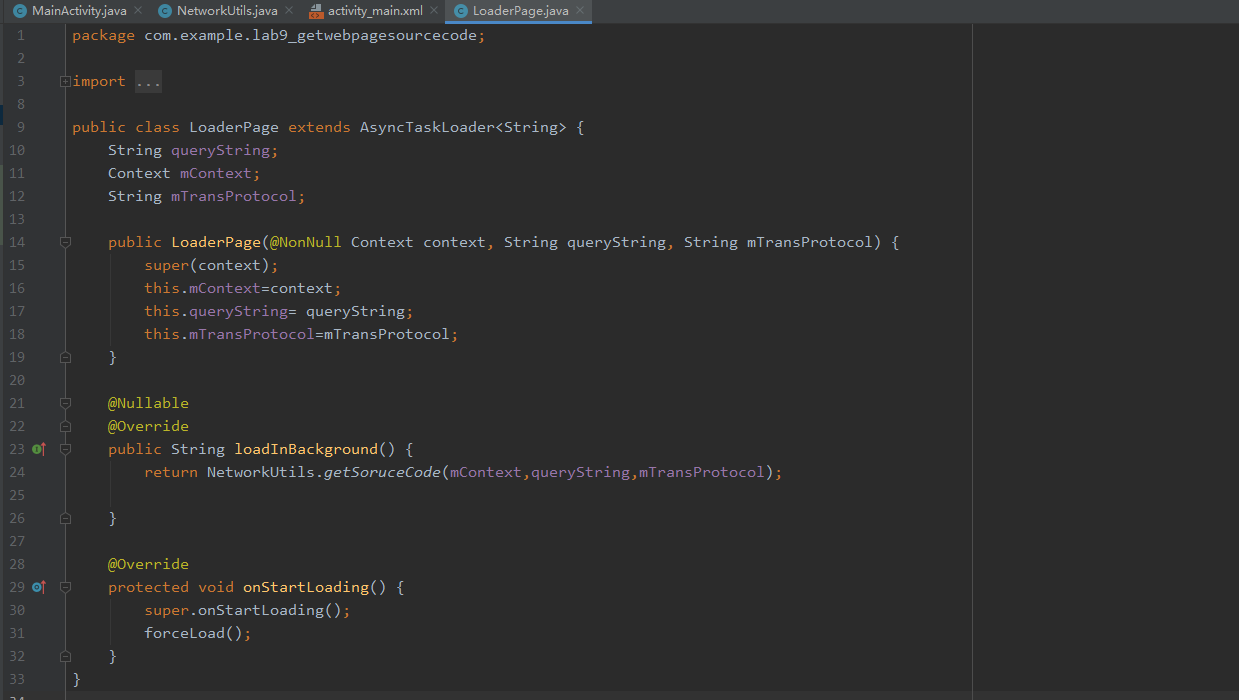 MainActivity.java × NetworkUtils.java × activity_main.xml × LoaderPage.java ×
1 package com.example.lab9_getwebpagesourcecode;
2
3 import ...
8
9 public class LoaderPage extends AsyncTaskLoader<String> {
10 String queryString;
11 Context mContext;
12 String mTransProtocol;
13
14 public LoaderPage(@NonNull Context context, String queryString, String mTransProtocol) {
15 super(context);
16 this.mContext=context;
17 this.queryString= queryString;
18 this.mTransProtocol=mTransProtocol;
19 }
20
21 @Nullable
22 @Override
23 public String loadInBackground() {
24 return NetworkUtils.getSoruceCode(mContext,queryString,mTransProtocol);
25
26 }
27
28 @Override
29 protected void onStartLoading() {
30 super.onStartLoading();
31 forceLoad();
32 }
33 }
34